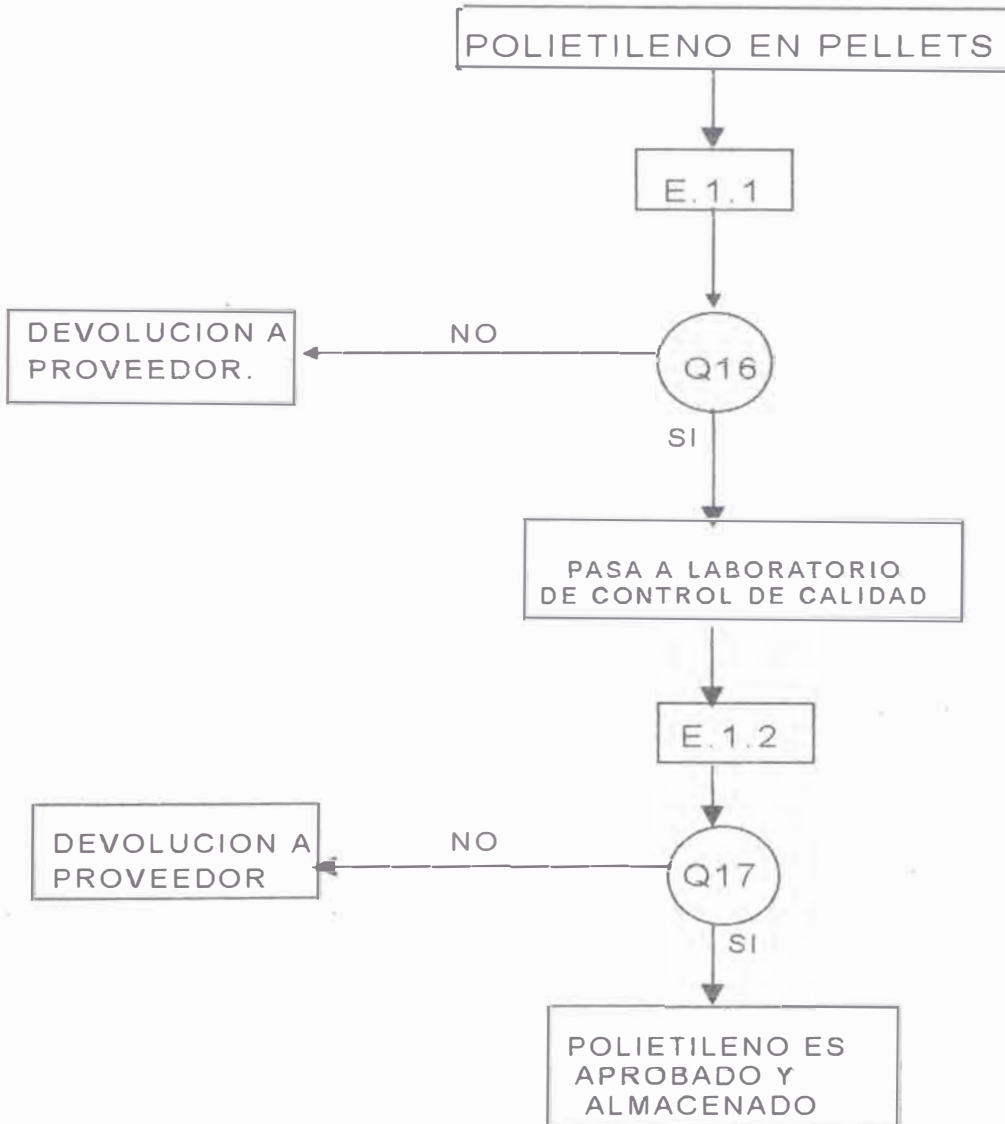 POLIETILENO EN PELLETS
E.1.1
DEVOLUCION A
PROVEEDOR.
NO
Q16
SI
PASA A LABORATORIO
DE CONTROL DE CALIDAD
E.1.2
DEVOLUCION A
PROVEEDOR
NO
Q17
SI
POLIETILENO ES
APROBADO Y
ALMACENADO